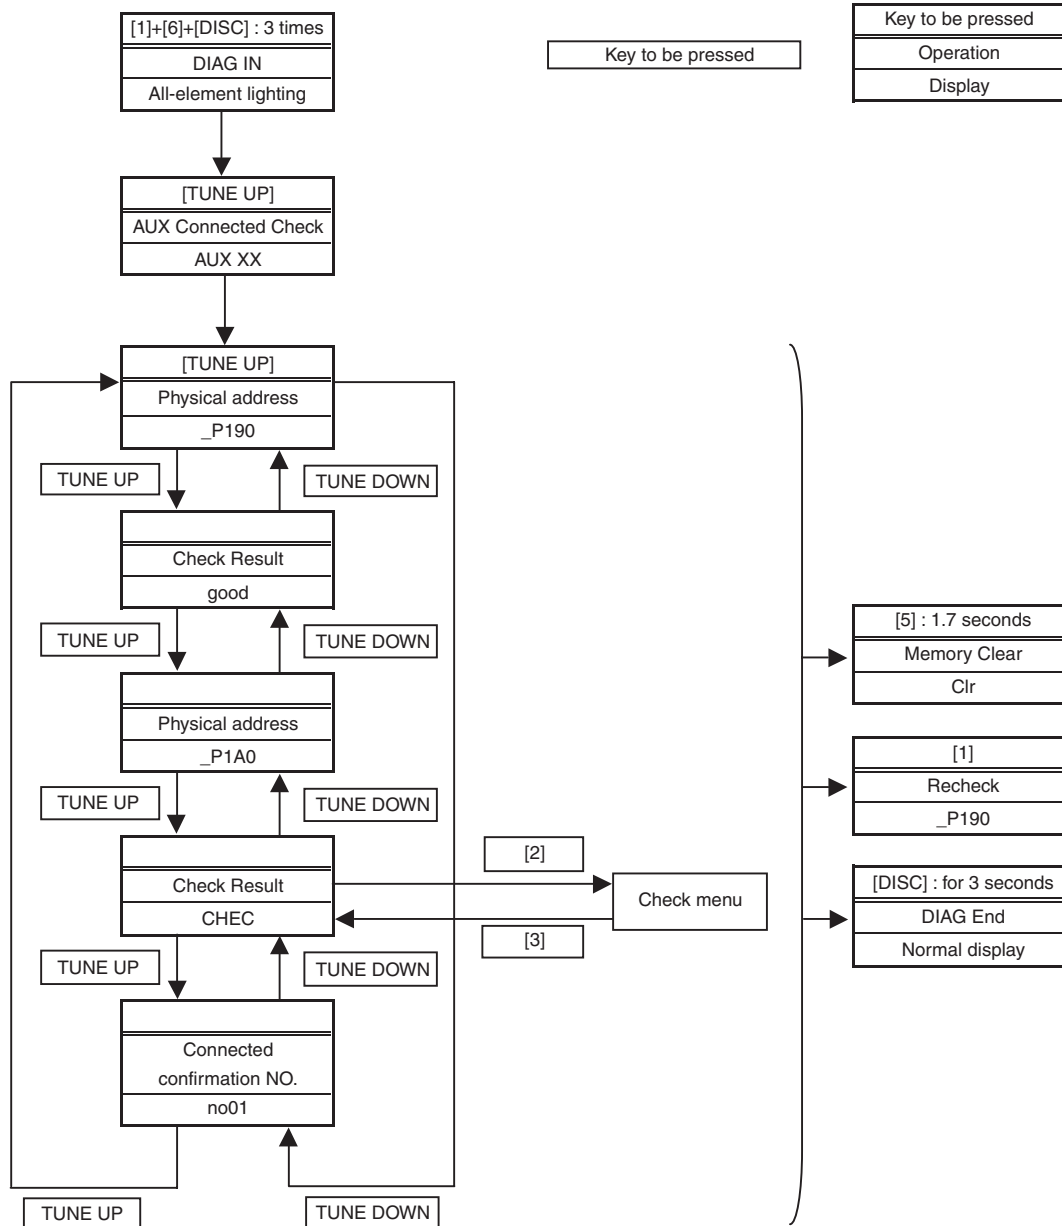 [1]+[6]+[DISC] : 3 times
DIAG IN
All-element lighting
Key to be pressed
Key to be pressed
Operation
Display
[TUNE UP]
AUX Connected Check
AUX XX
[TUNE UP]
Physical address
_P190
TUNE UP
TUNE DOWN
Check Result
good
TUNE UP
TUNE DOWN
Physical address
_P1A0
TUNE UP
TUNE DOWN
Check Result
CHEC
[2]
Check menu
[3]
TUNE UP
TUNE DOWN
Connected
confirmation NO.
no01
TUNE UP
TUNE DOWN
[5] : 1.7 seconds
Memory Clear
Clr
[1]
Recheck
_P190
[DISC] : for 3 seconds
DIAG End
Normal display